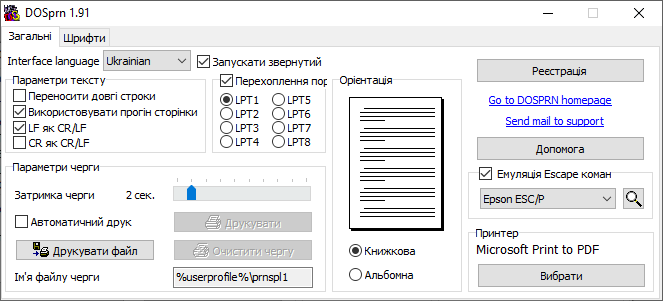 DOSprn 1.91
Загальні
Шрифти
Interface language
Ukrainian
Запускати звернутий
Параметри тексту
Переносити довгі строки
Використовувати прогін сторінки
LF як CR/LF
CR як CR/LF
Перехоплення пор
LPT1 LPT5
LPT2 LPT6
LPT3 LPT7
LPT4 LPT8
Орієнтація
Книжкова
Альбомна
Параметри черги
Затримка черги 2 сек.
Автоматичний друк
Друкувати
Друкувати файл
Очистити чергу
Ім'я файлу черги
%userprofile%\prnspl1
Реєстрація
Go to DOSPRN homepage
Send mail to support
Допомога
Емуляція Escape коман
Epson ESC/P
Принтер
Microsoft Print to PDF
Вибрати